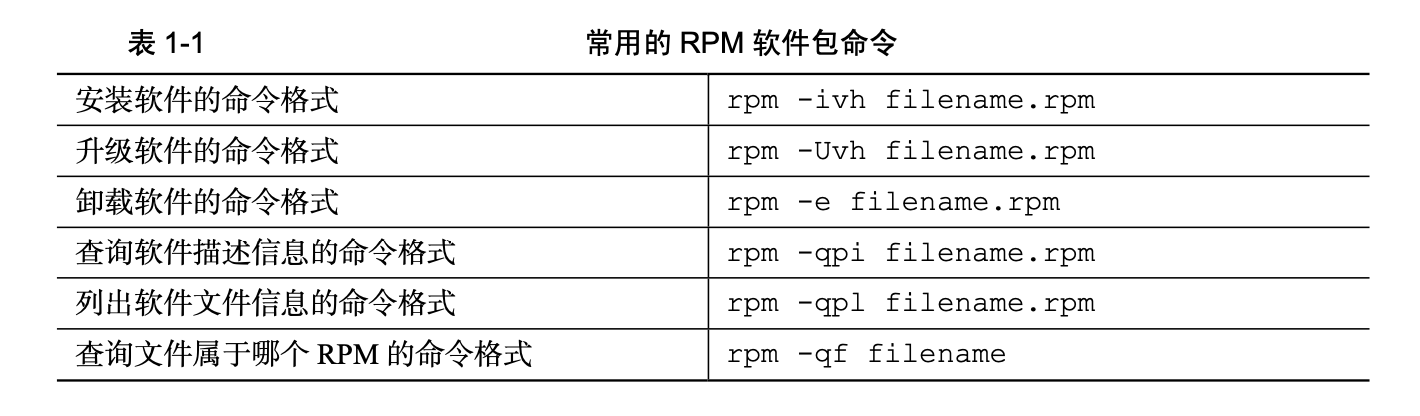 表 1-1 常用的 RPM 软件包命令
安装软件的命令格式 rpm -ivh filename.rpm
升级软件的命令格式 rpm -Uvh filename.rpm
卸载软件的命令格式 rpm -e filename.rpm
查询软件描述信息的命令格式 rpm -qpi filename.rpm
列出软件文件信息的命令格式 rpm -qpl filename.rpm
查询文件属于哪个 RPM 的命令格式 rpm -qf filename